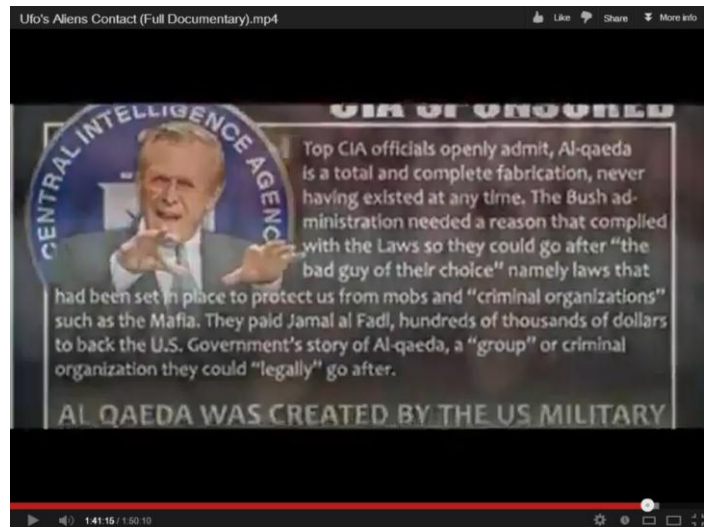 Ufo's Aliens Contact (Full Documentary).mp4
Like Share More info
CIA SPONSORED
CENTRAL INTELLIGENCE AGENC
Top CIA officials openly admit, Al-qaeda
is a total and complete fabrication, never
having existed at any time. The Bush ad-
ministration needed a reason that complied
with the Laws so they could go after "the
bad guy of their choice" namely laws that
had been set in place to protect us from mobs and "criminal organizations"
such as the Mafia. They paid Jamal al Fadl, hundreds of thousands of dollars
to back the U.S. Government's story of Al-qaeda, a "group" or criminal
organization they could "legally" go after.
AL QAEDA WAS CREATED BY THE US MILITARY
1:41:15 / 1:50:10